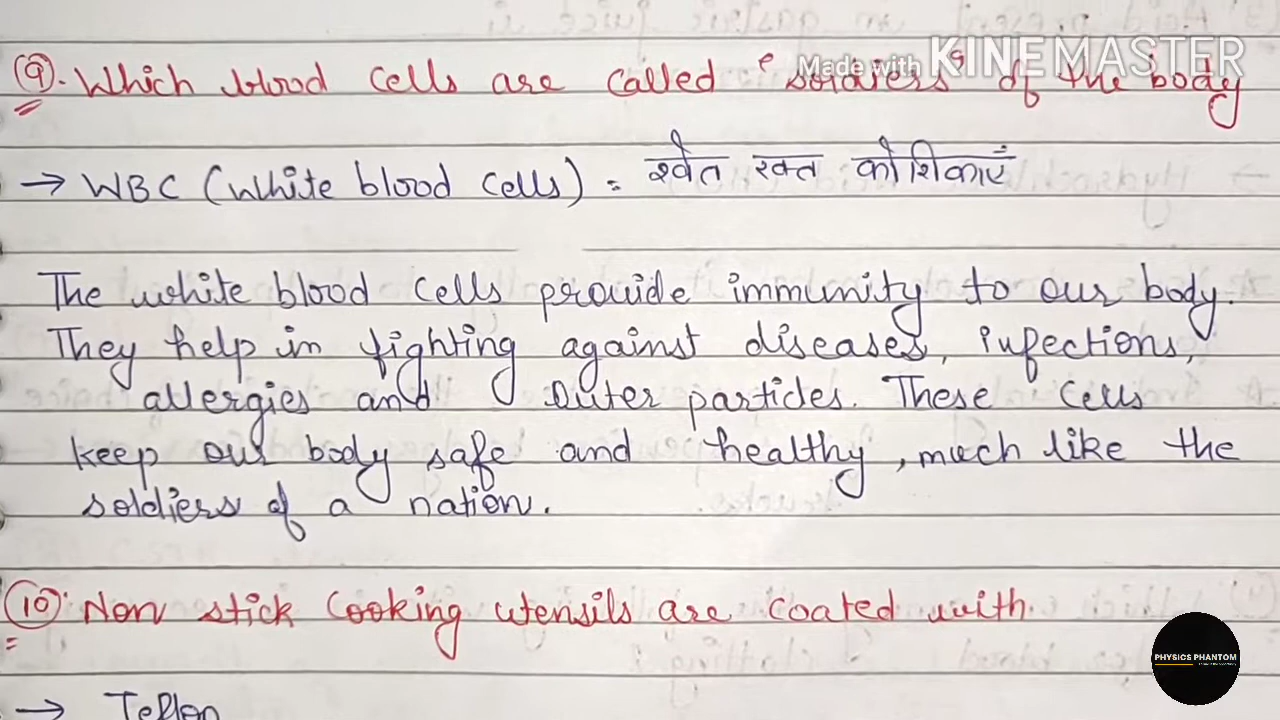 (9). Which blood cells are called "soldiers" of the body
Made with KINEMASTER
→ WBC (White blood cells) = श्वेत रक्त कोशिकाएँ
The white blood cells provide immunity to our body.
They help in fighting against diseases, infections,
allergies and outer particles. These cells
keep our body safe and healthy, much like the
soldiers of a nation.
(10). Non stick cooking utensils are coated with
→ Teflon
PHYSICS PHANTOM